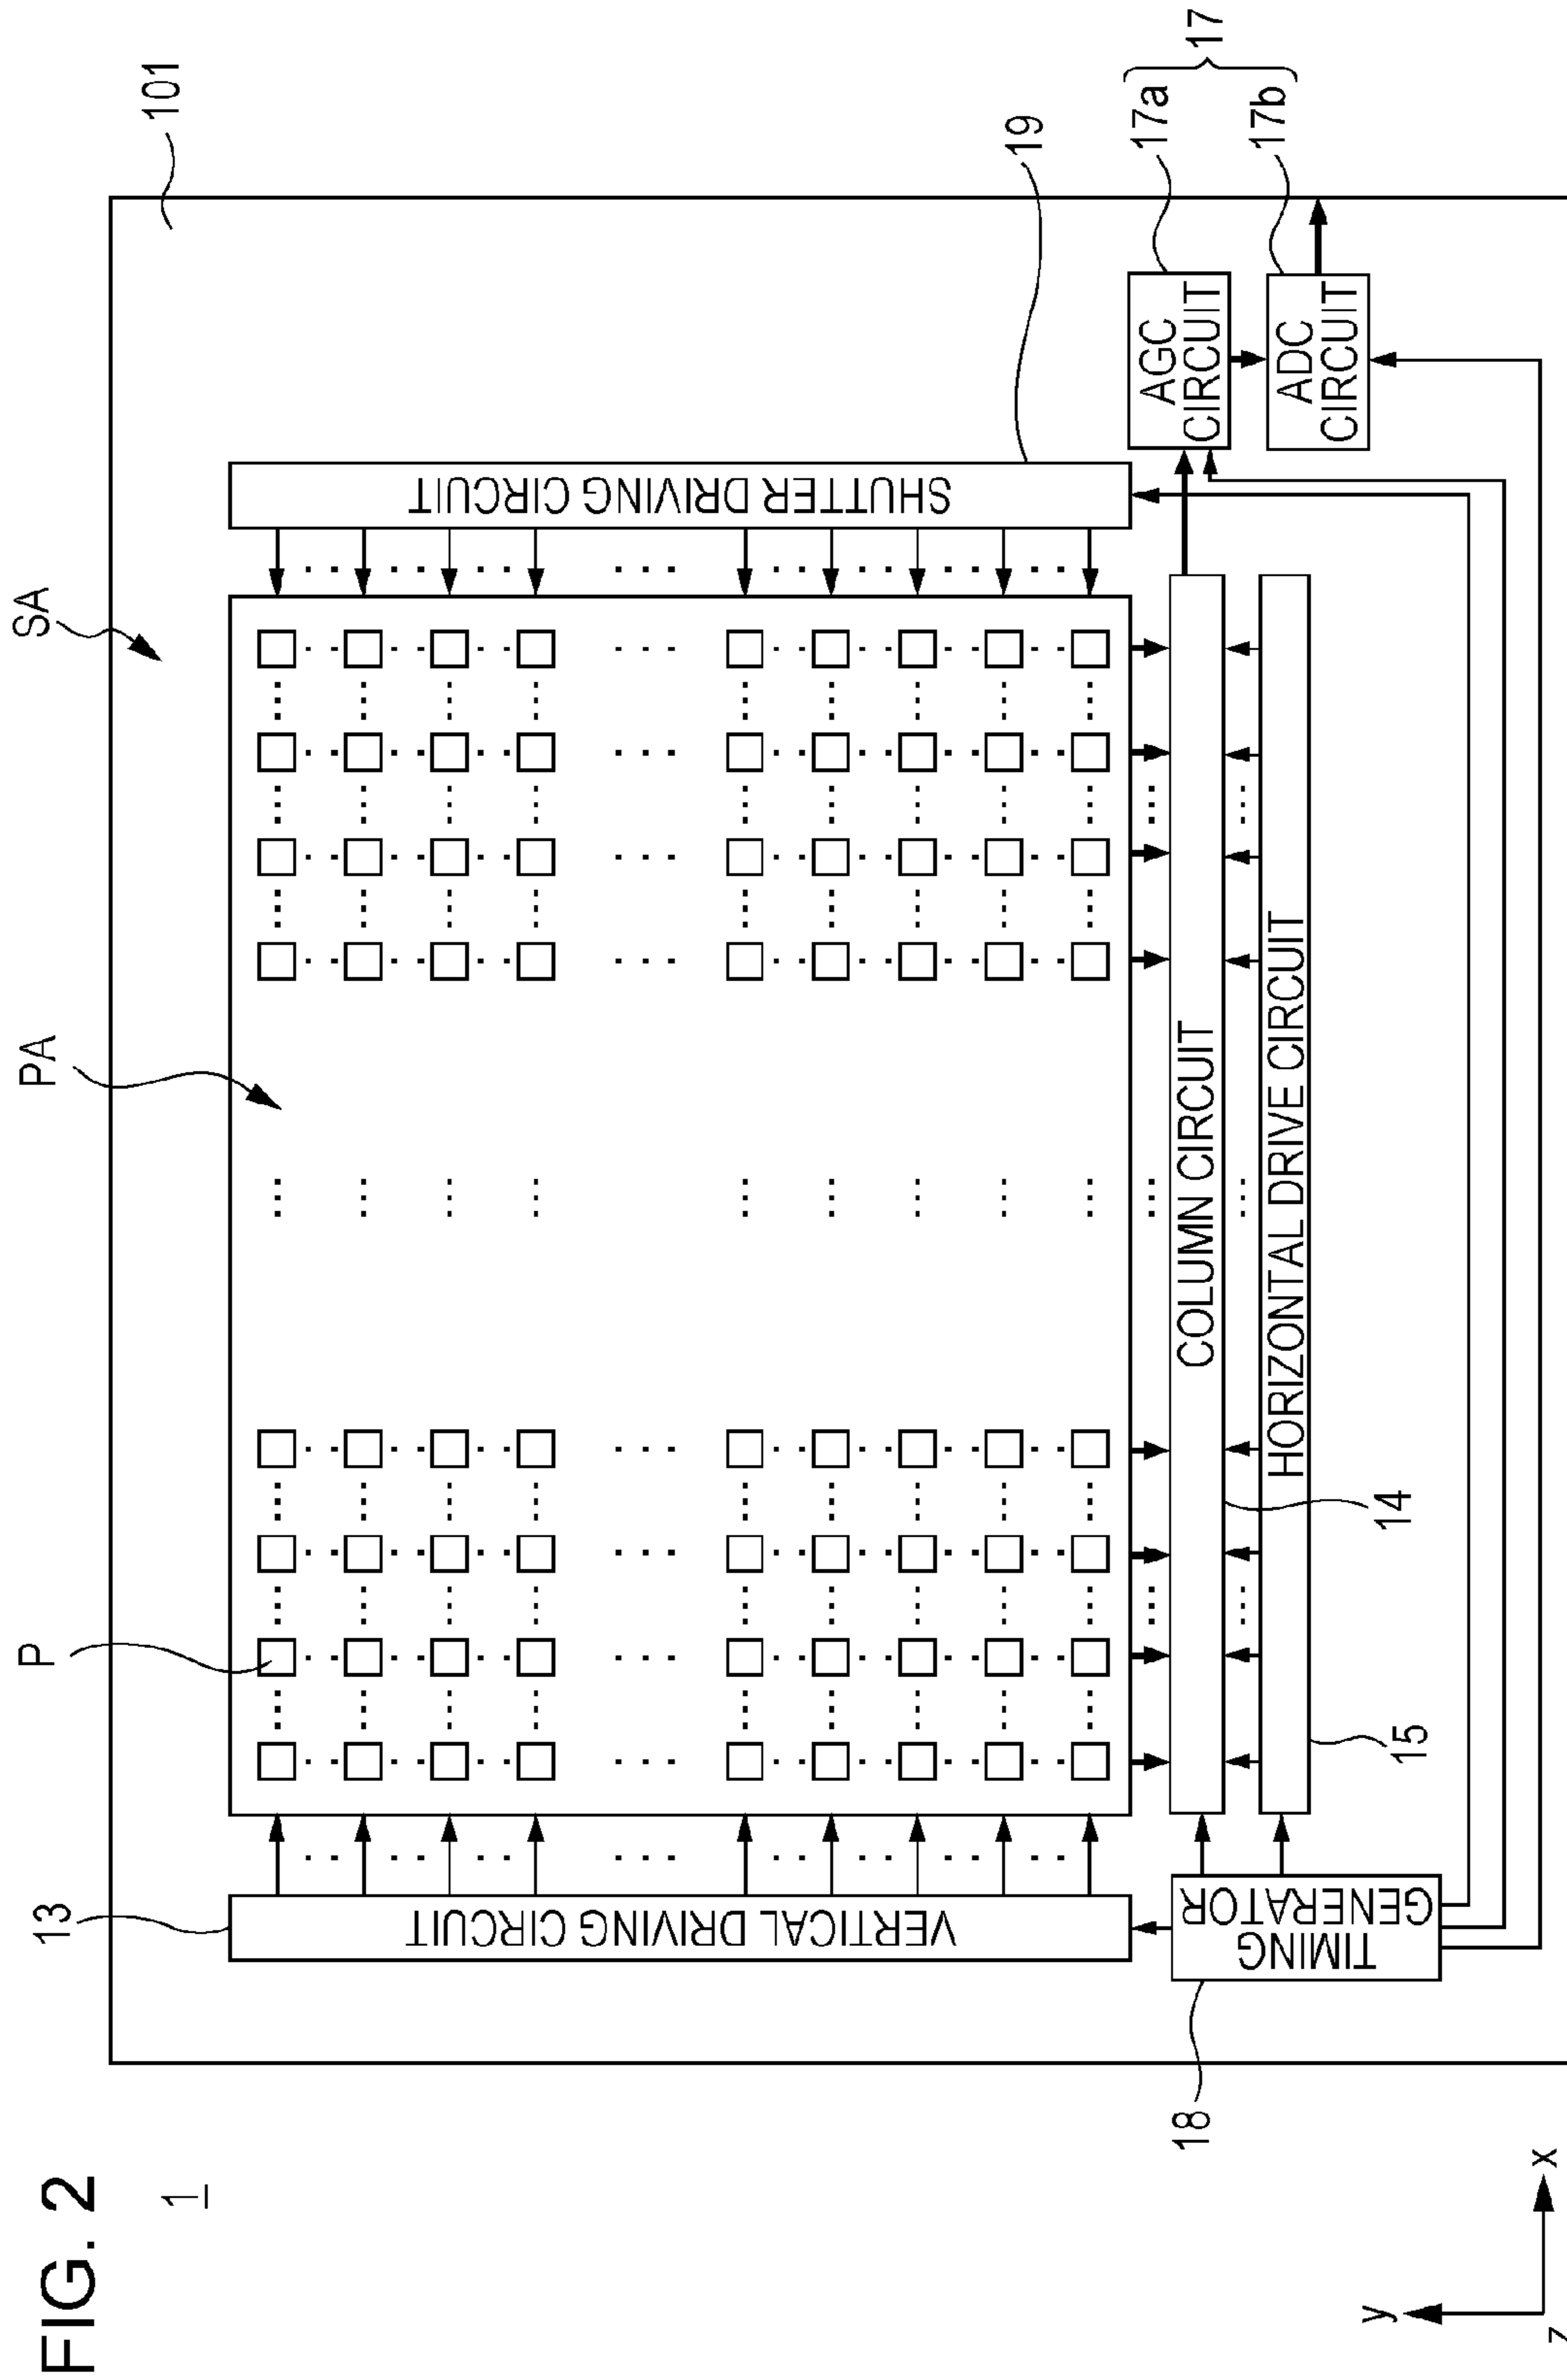 FIG. 2
1
P
PA
SA
101
13
VERTICAL DRIVING CIRCUIT
SHUTTER DRIVING CIRCUIT
19
COLUMN CIRCUIT
HORIZONTAL DRIVE CIRCUIT
14
15
TIMING
GENERATOR
18
AGC
CIRCUIT
ADC
CIRCUIT
17a
17b
17
y
x
z